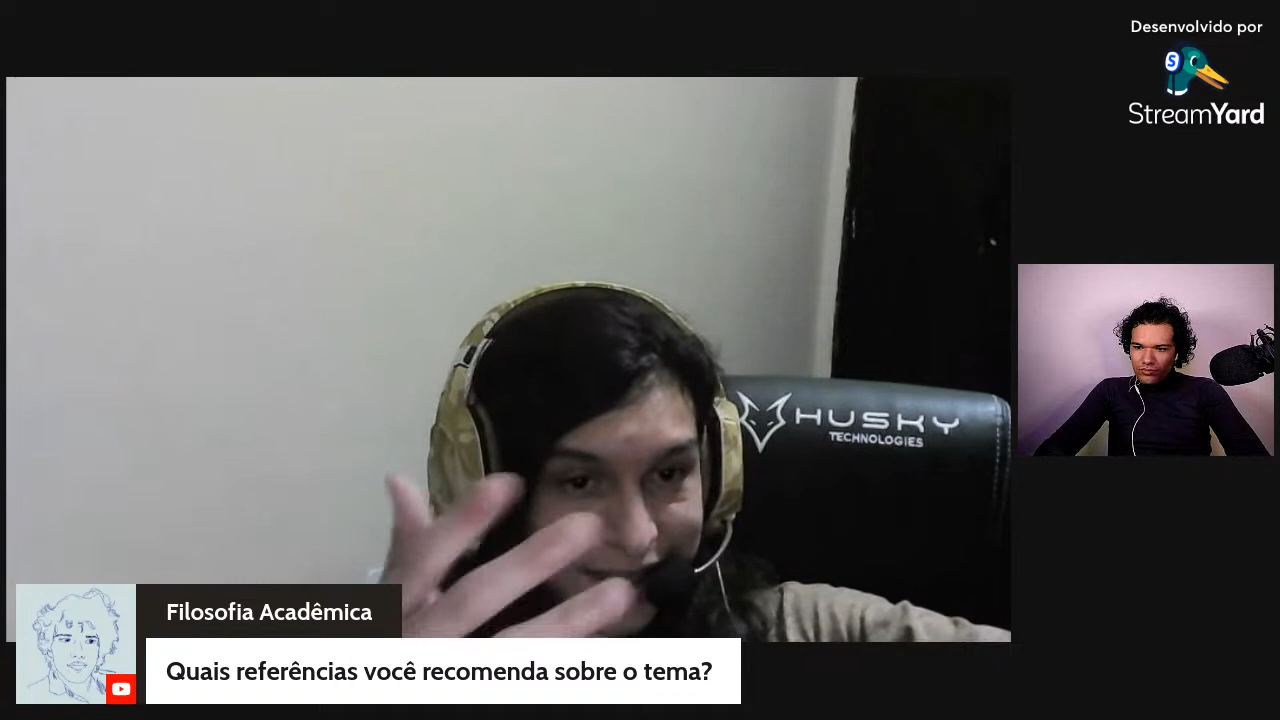 Desenvolvido por
StreamYard
HUSKY
TECHNOLOGIES
Filosofia Acadêmica
Quais referências você recomenda sobre o tema?